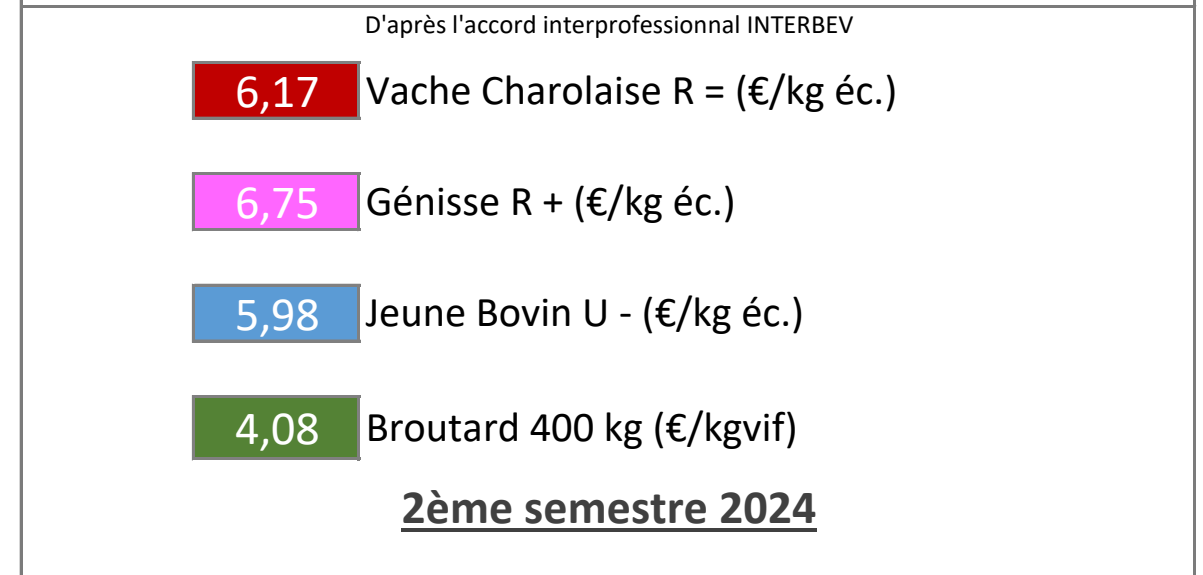 D'après l'accord interprofessionnal INTERBEV
6,17 Vache Charolaise R = (€/kg éc.)
6,75 Génisse R + (€/kg éc.)
5,98 Jeune Bovin U - (€/kg éc.)
4,08 Broutard 400 kg (€/kgvif)
2ème semestre 2024